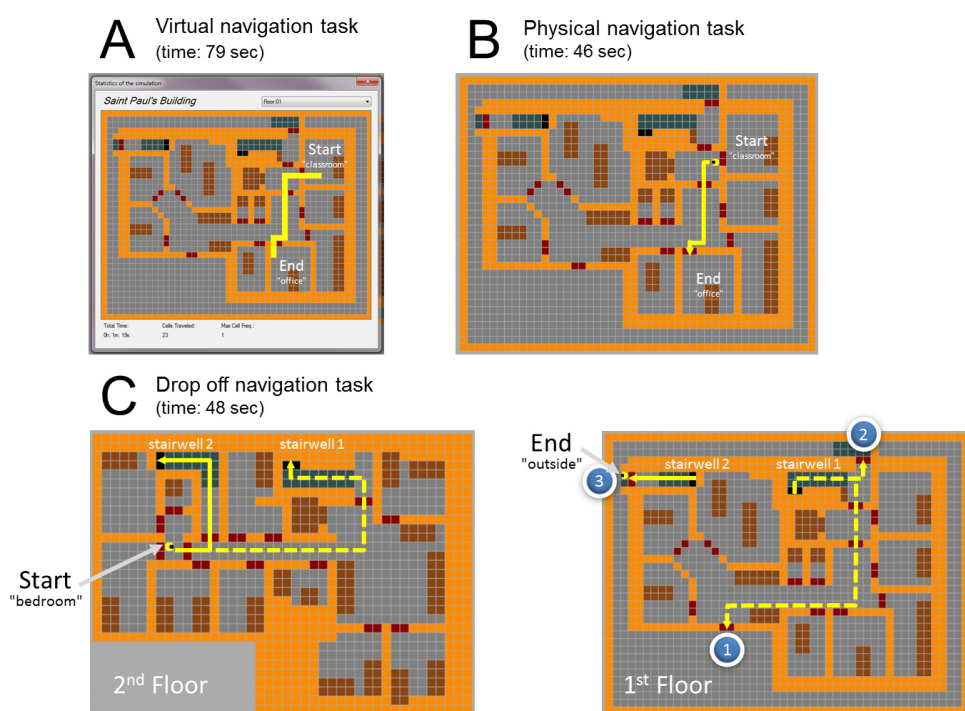 A
Virtual navigation task
(time: 79 sec)
B
Physical navigation task
(time: 46 sec)
Statistics of the simulation
Saint Paul's Building
Floor 01
Start
"classroom"
End
"office"
Total Time:
Cells Traveled:
Max Cell Freq.:
0h. 1m. 19s.
23
1
Start
"classroom"
End
"office"
C
Drop off navigation task
(time: 48 sec)
stairwell 2
stairwell 1
Start
"bedroom"
2nd Floor
End
"outside"
2
3
stairwell 2
stairwell 1
1
1st Floor